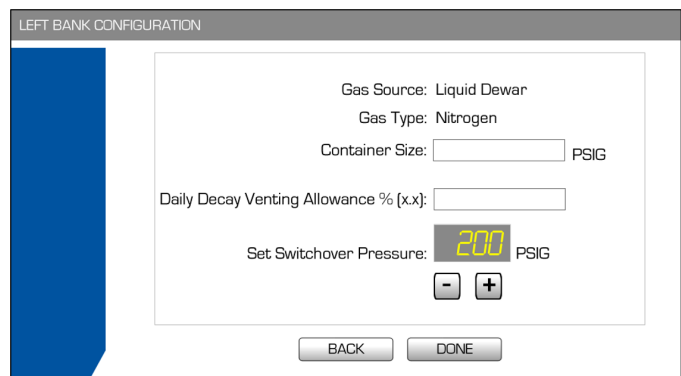 LEFT BANK CONFIGURATION
Gas Source: Liquid Dewar
Gas Type: Nitrogen
Container Size: PSIG
Daily Decay Venting Allowance % (x.x):
Set Switchover Pressure: 200 PSIG
- +
BACK DONE